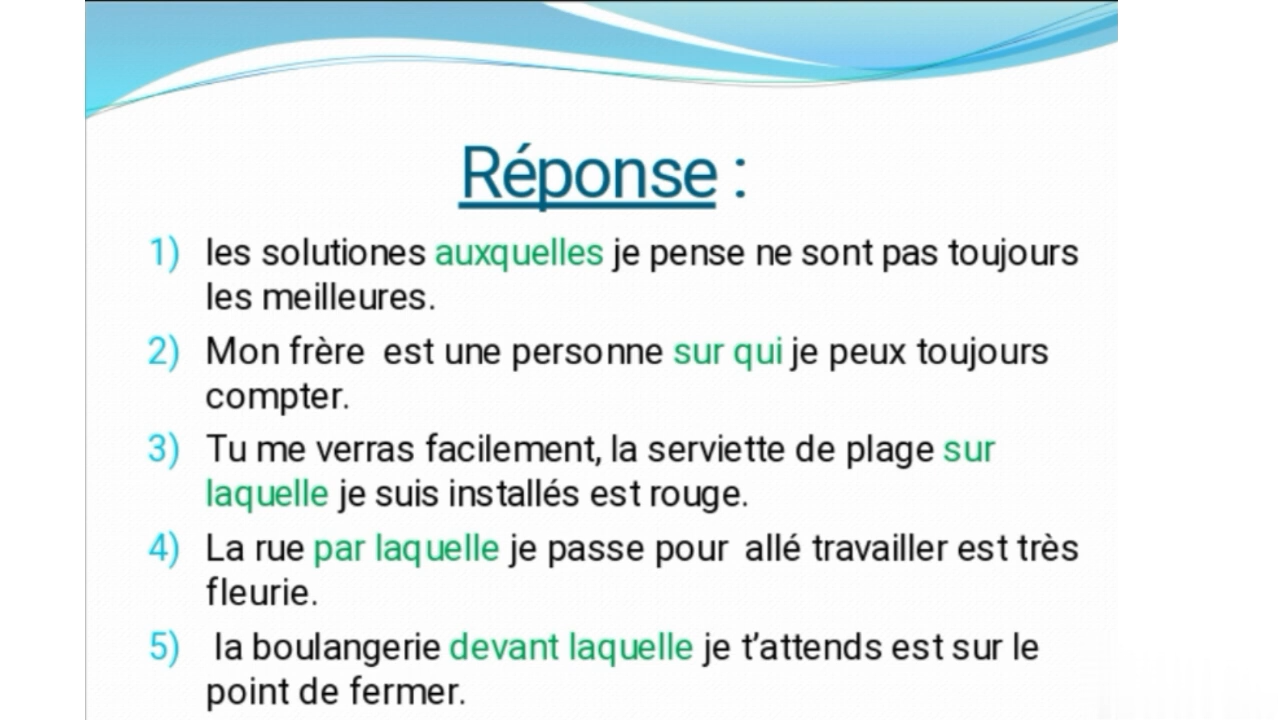 Réponse :
1) les solutiones auxquelles je pense ne sont pas toujours
les meilleures.
2) Mon frère est une personne sur qui je peux toujours
compter.
3) Tu me verras facilement, la serviette de plage sur
laquelle je suis installés est rouge.
4) La rue par laquelle je passe pour allé travailler est très
fleurie.
5) la boulangerie devant laquelle je t’attends est sur le
point de fermer.